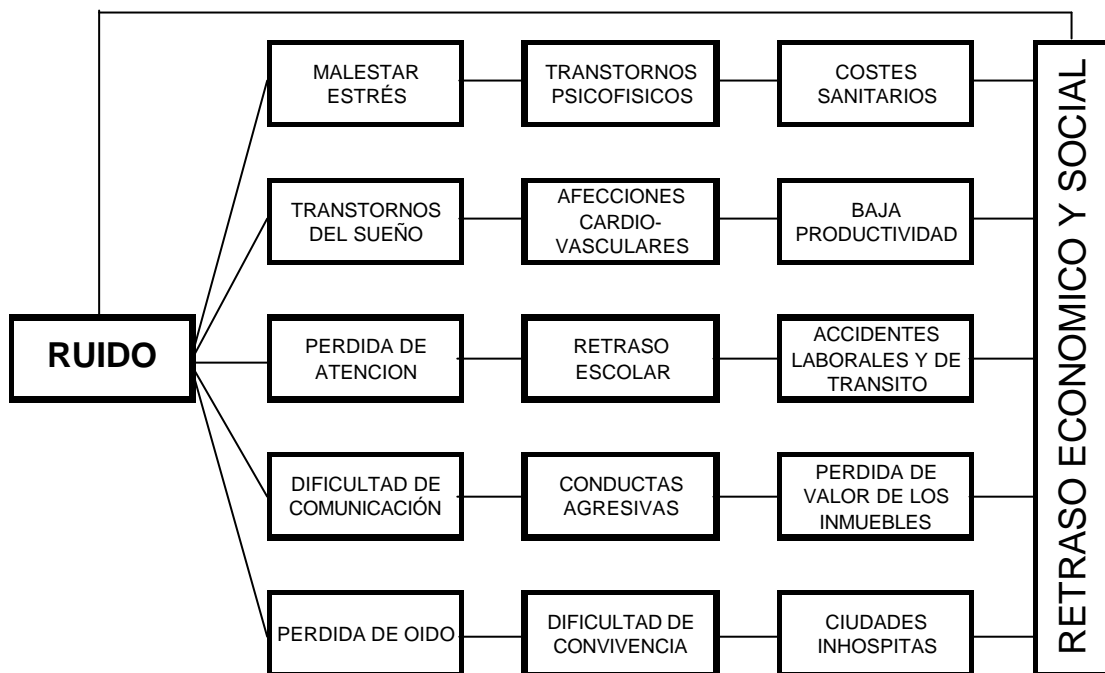 MALESTAR
ESTRÉS
TRANSTORNOS
PSICOFISICOS
COSTES
SANITARIOS
TRANSTORNOS
DEL SUEÑO
AFECCIONES
CARDIO-
VASCULARES
BAJA
PRODUCTIVIDAD
RUIDO
PERDIDA DE
ATENCION
RETRASO
ESCOLAR
ACCIDENTES
LABORALES Y DE
TRANSITO
DIFICULTAD DE
COMUNICACIÓN
CONDUCTAS
AGRESIVAS
PERDIDA DE
VALOR DE LOS
INMUEBLES
PERDIDA DE OIDO
DIFICULTAD DE
CONVIVENCIA
CIUDADES
INHOSPITAS
RETRASO ECONOMICO Y SOCIAL